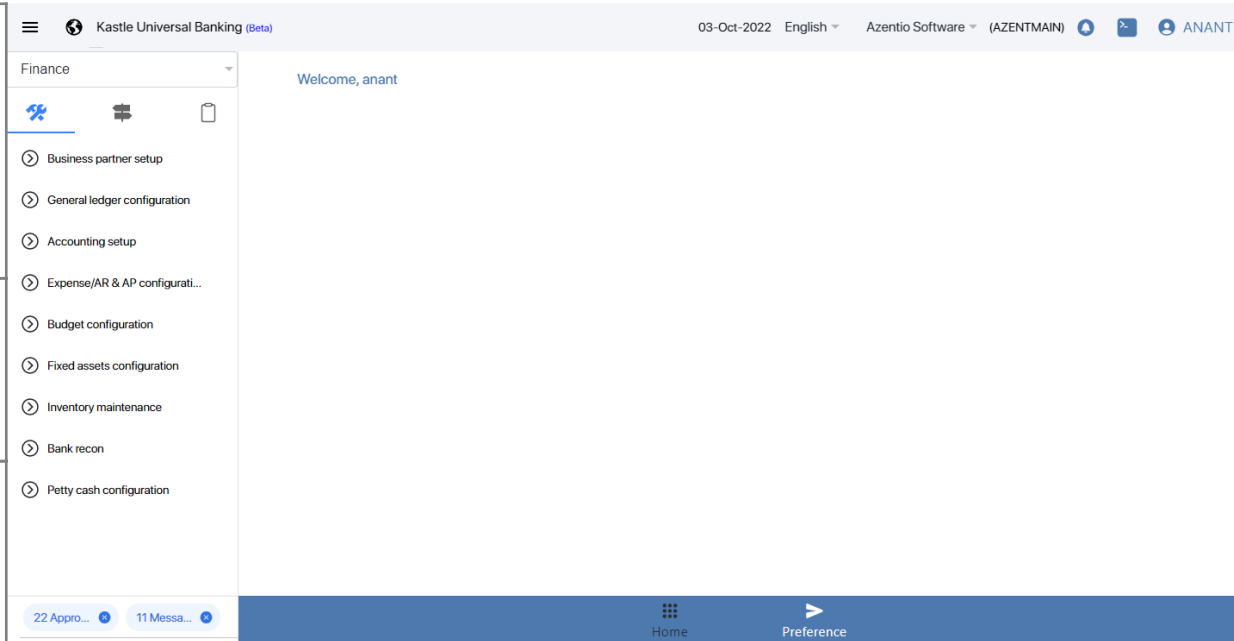 Kastle Universal Banking (Beta)
03-Oct-2022 English Azentio Software (AZENTMAIN) ANANT
Finance
Welcome, anant
Business partner setup
General ledger configuration
Accounting setup
Expense/AR & AP configurati...
Budget configuration
Fixed assets configuration
Inventory maintenance
Bank recon
Petty cash configuration
22 Appro... 11 Messa...
Home Preference